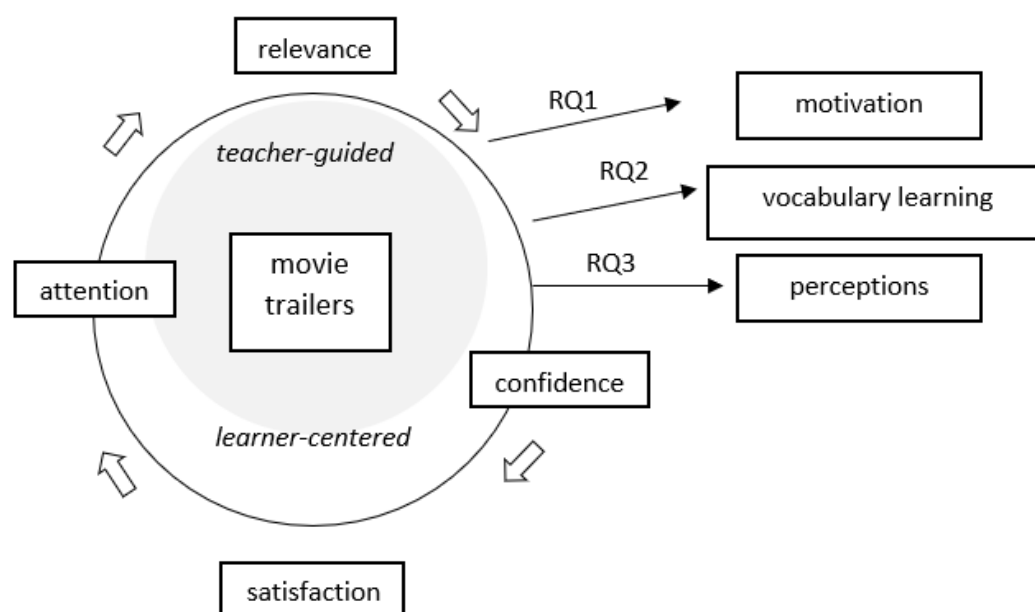 relevance
RQ1
motivation
teacher-guided
RQ2
vocabulary learning
movie
trailers
attention
RQ3
perceptions
confidence
learner-centered
satisfaction